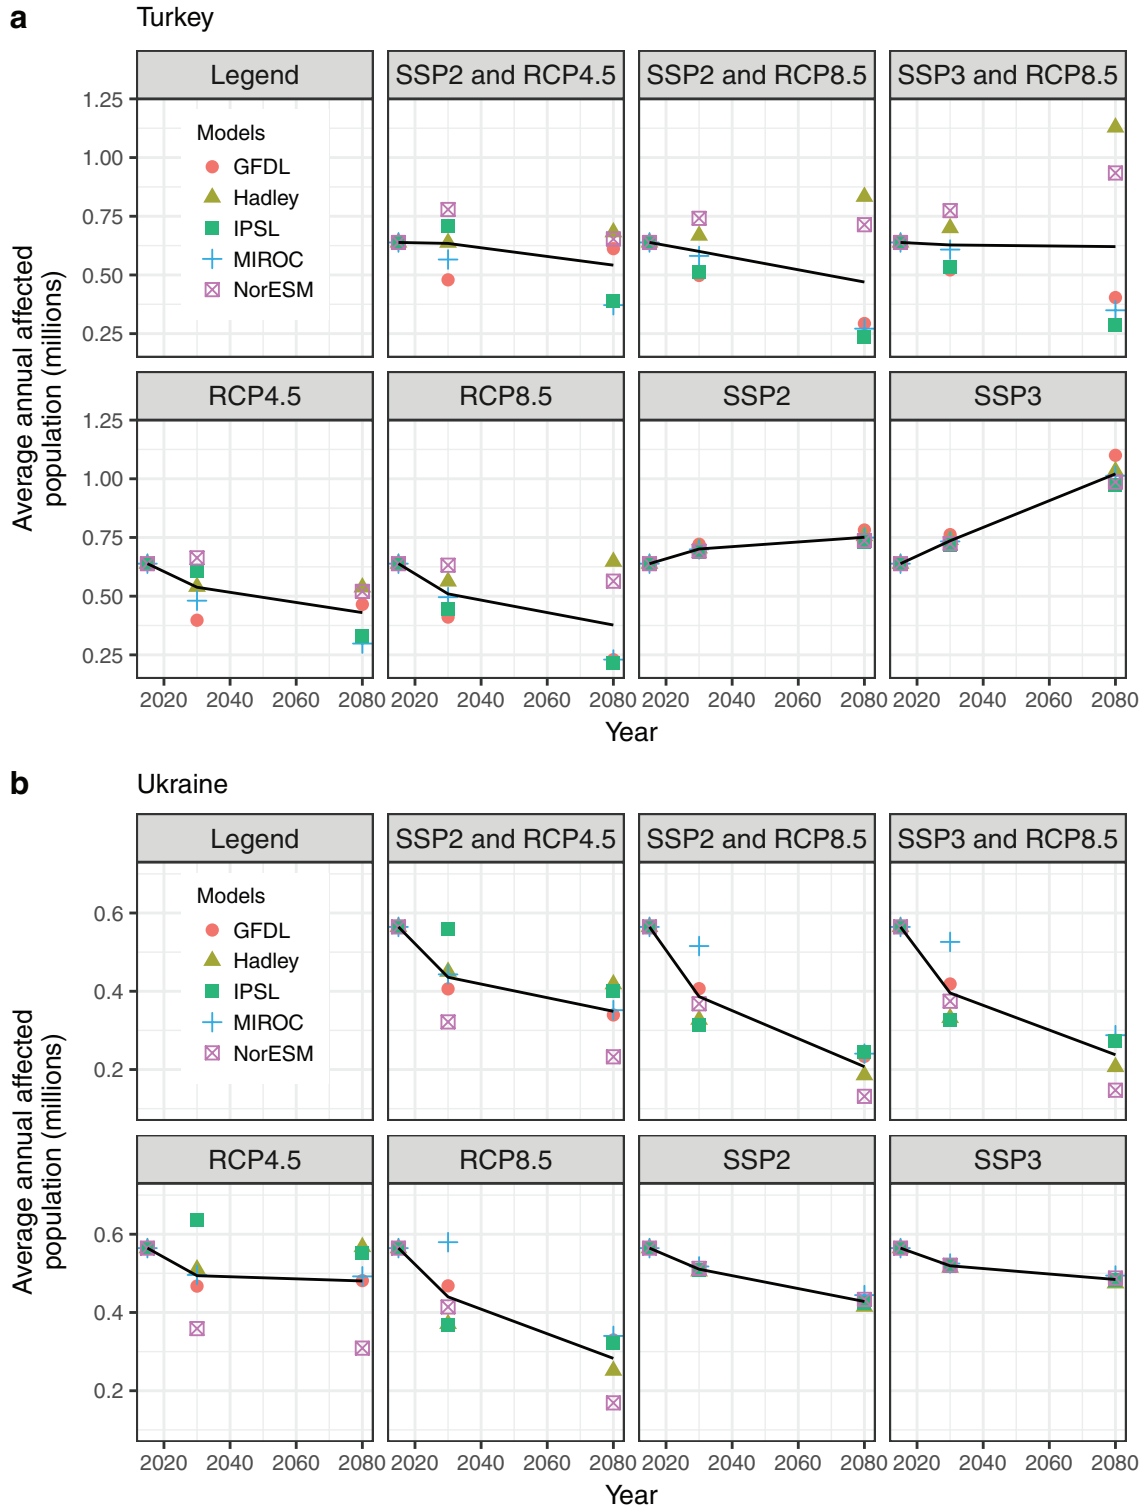 a
Turkey
Legend
SSP2 and RCP4.5
SSP2 and RCP8.5
SSP3 and RCP8.5
1.25
1.00
0.75
0.50
0.25
Models
GFDL
Hadley
IPSL
MIROC
NorESM
RCP4.5
RCP8.5
SSP2
SSP3
1.25
1.00
0.75
0.50
0.25
Average annual affected
population (millions)
2020 2040 2060 2080
2020 2040 2060 2080
2020 2040 2060 2080
2020 2040 2060 2080
Year
b
Ukraine
Legend
SSP2 and RCP4.5
SSP2 and RCP8.5
SSP3 and RCP8.5
0.6
0.4
0.2
Models
GFDL
Hadley
IPSL
MIROC
NorESM
RCP4.5
RCP8.5
SSP2
SSP3
0.6
0.4
0.2
Average annual affected
population (millions)
2020 2040 2060 2080
2020 2040 2060 2080
2020 2040 2060 2080
2020 2040 2060 2080
Year